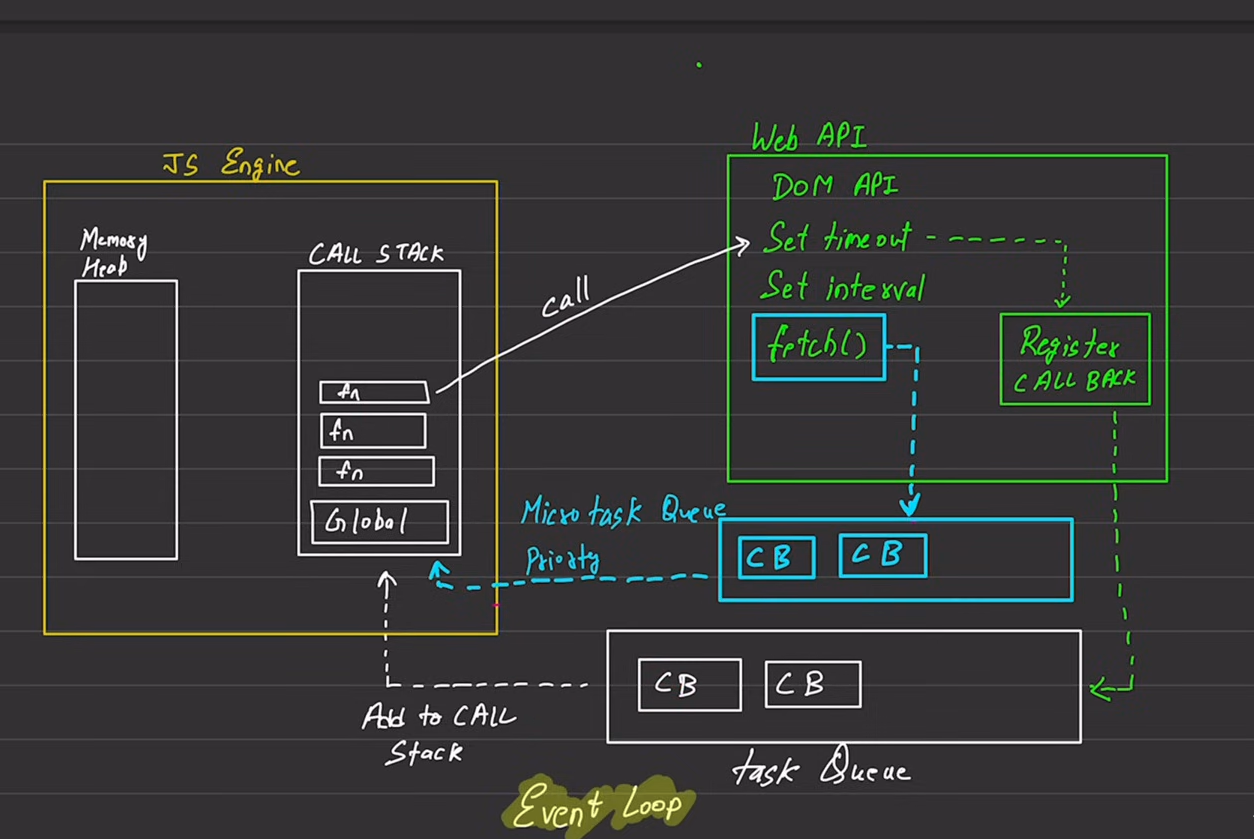 JS Engine
Memory
Heap
CALL STACK
fn
fn
fn
Global
call
Web API
DOM API
Set timeout
Set interval
fetch()
Register
CALL BACK
Micro task Queue
Priority
CB
CB
CB
CB
Add to CALL
Stack
task Queue
Event Loop